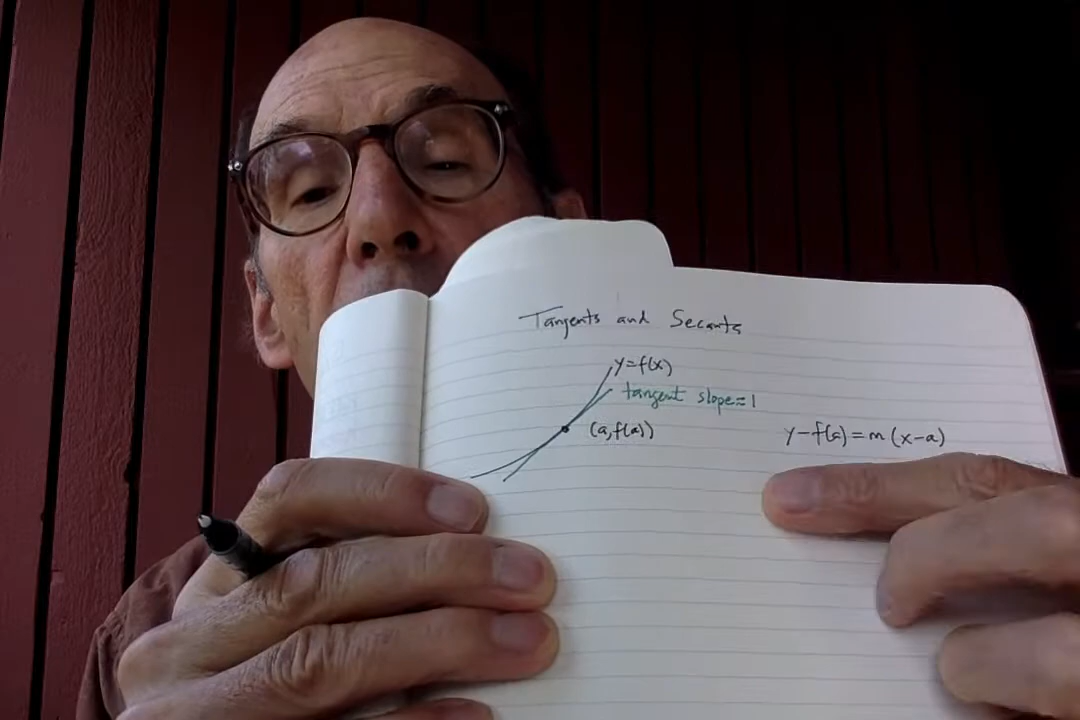 Tangents and Secants
y=f(x)
tangent slope≈1
(a,f(a))
y-f(a)=m(x-a)